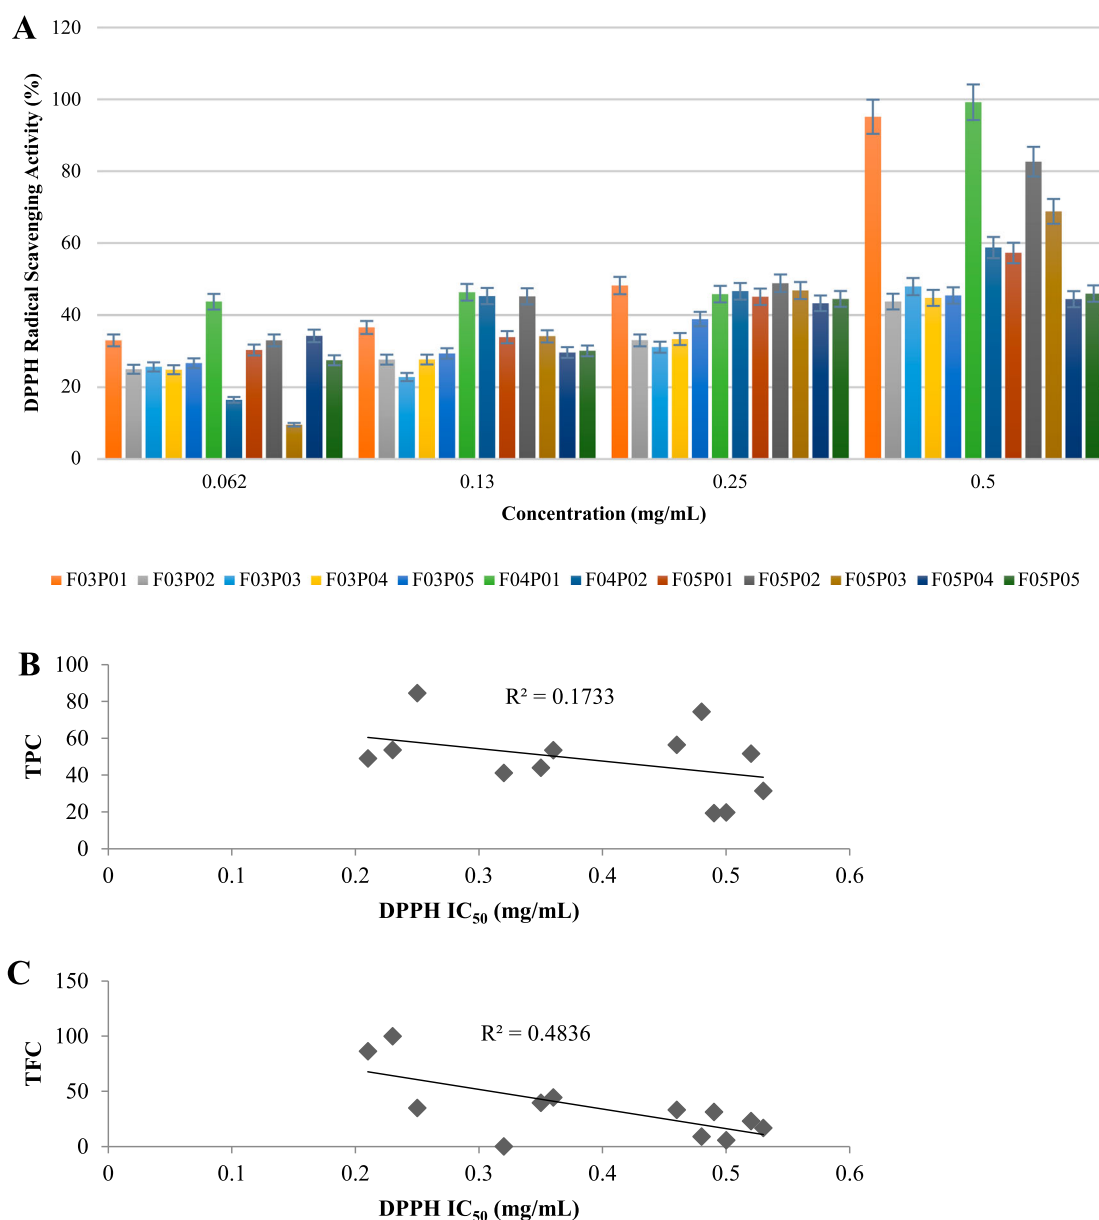 A
120
100
80
60
40
20
0
DPPH Radical Scavenging Activity (%)
0.062 0.13 0.25 0.5
Concentration (mg/mL)
F03P01 F03P02 F03P03 F03P04 F03P05 F04P01 F04P02 F05P01 F05P02 F05P03 F05P04 F05P05
B
100
80
60
40
20
0
TPC
R² = 0.1733
0 0.1 0.2 0.3 0.4 0.5 0.6
DPPH IC₅₀ (mg/mL)
C
150
100
50
0
TFC
R² = 0.4836
0 0.1 0.2 0.3 0.4 0.5 0.6
DPPH IC₅₀ (mg/mL)